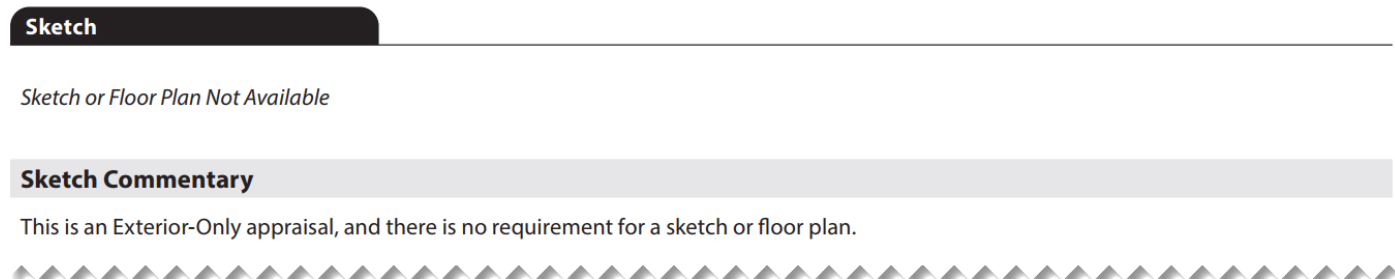 Sketch
Sketch or Floor Plan Not Available
Sketch Commentary
This is an Exterior-Only appraisal, and there is no requirement for a sketch or floor plan.